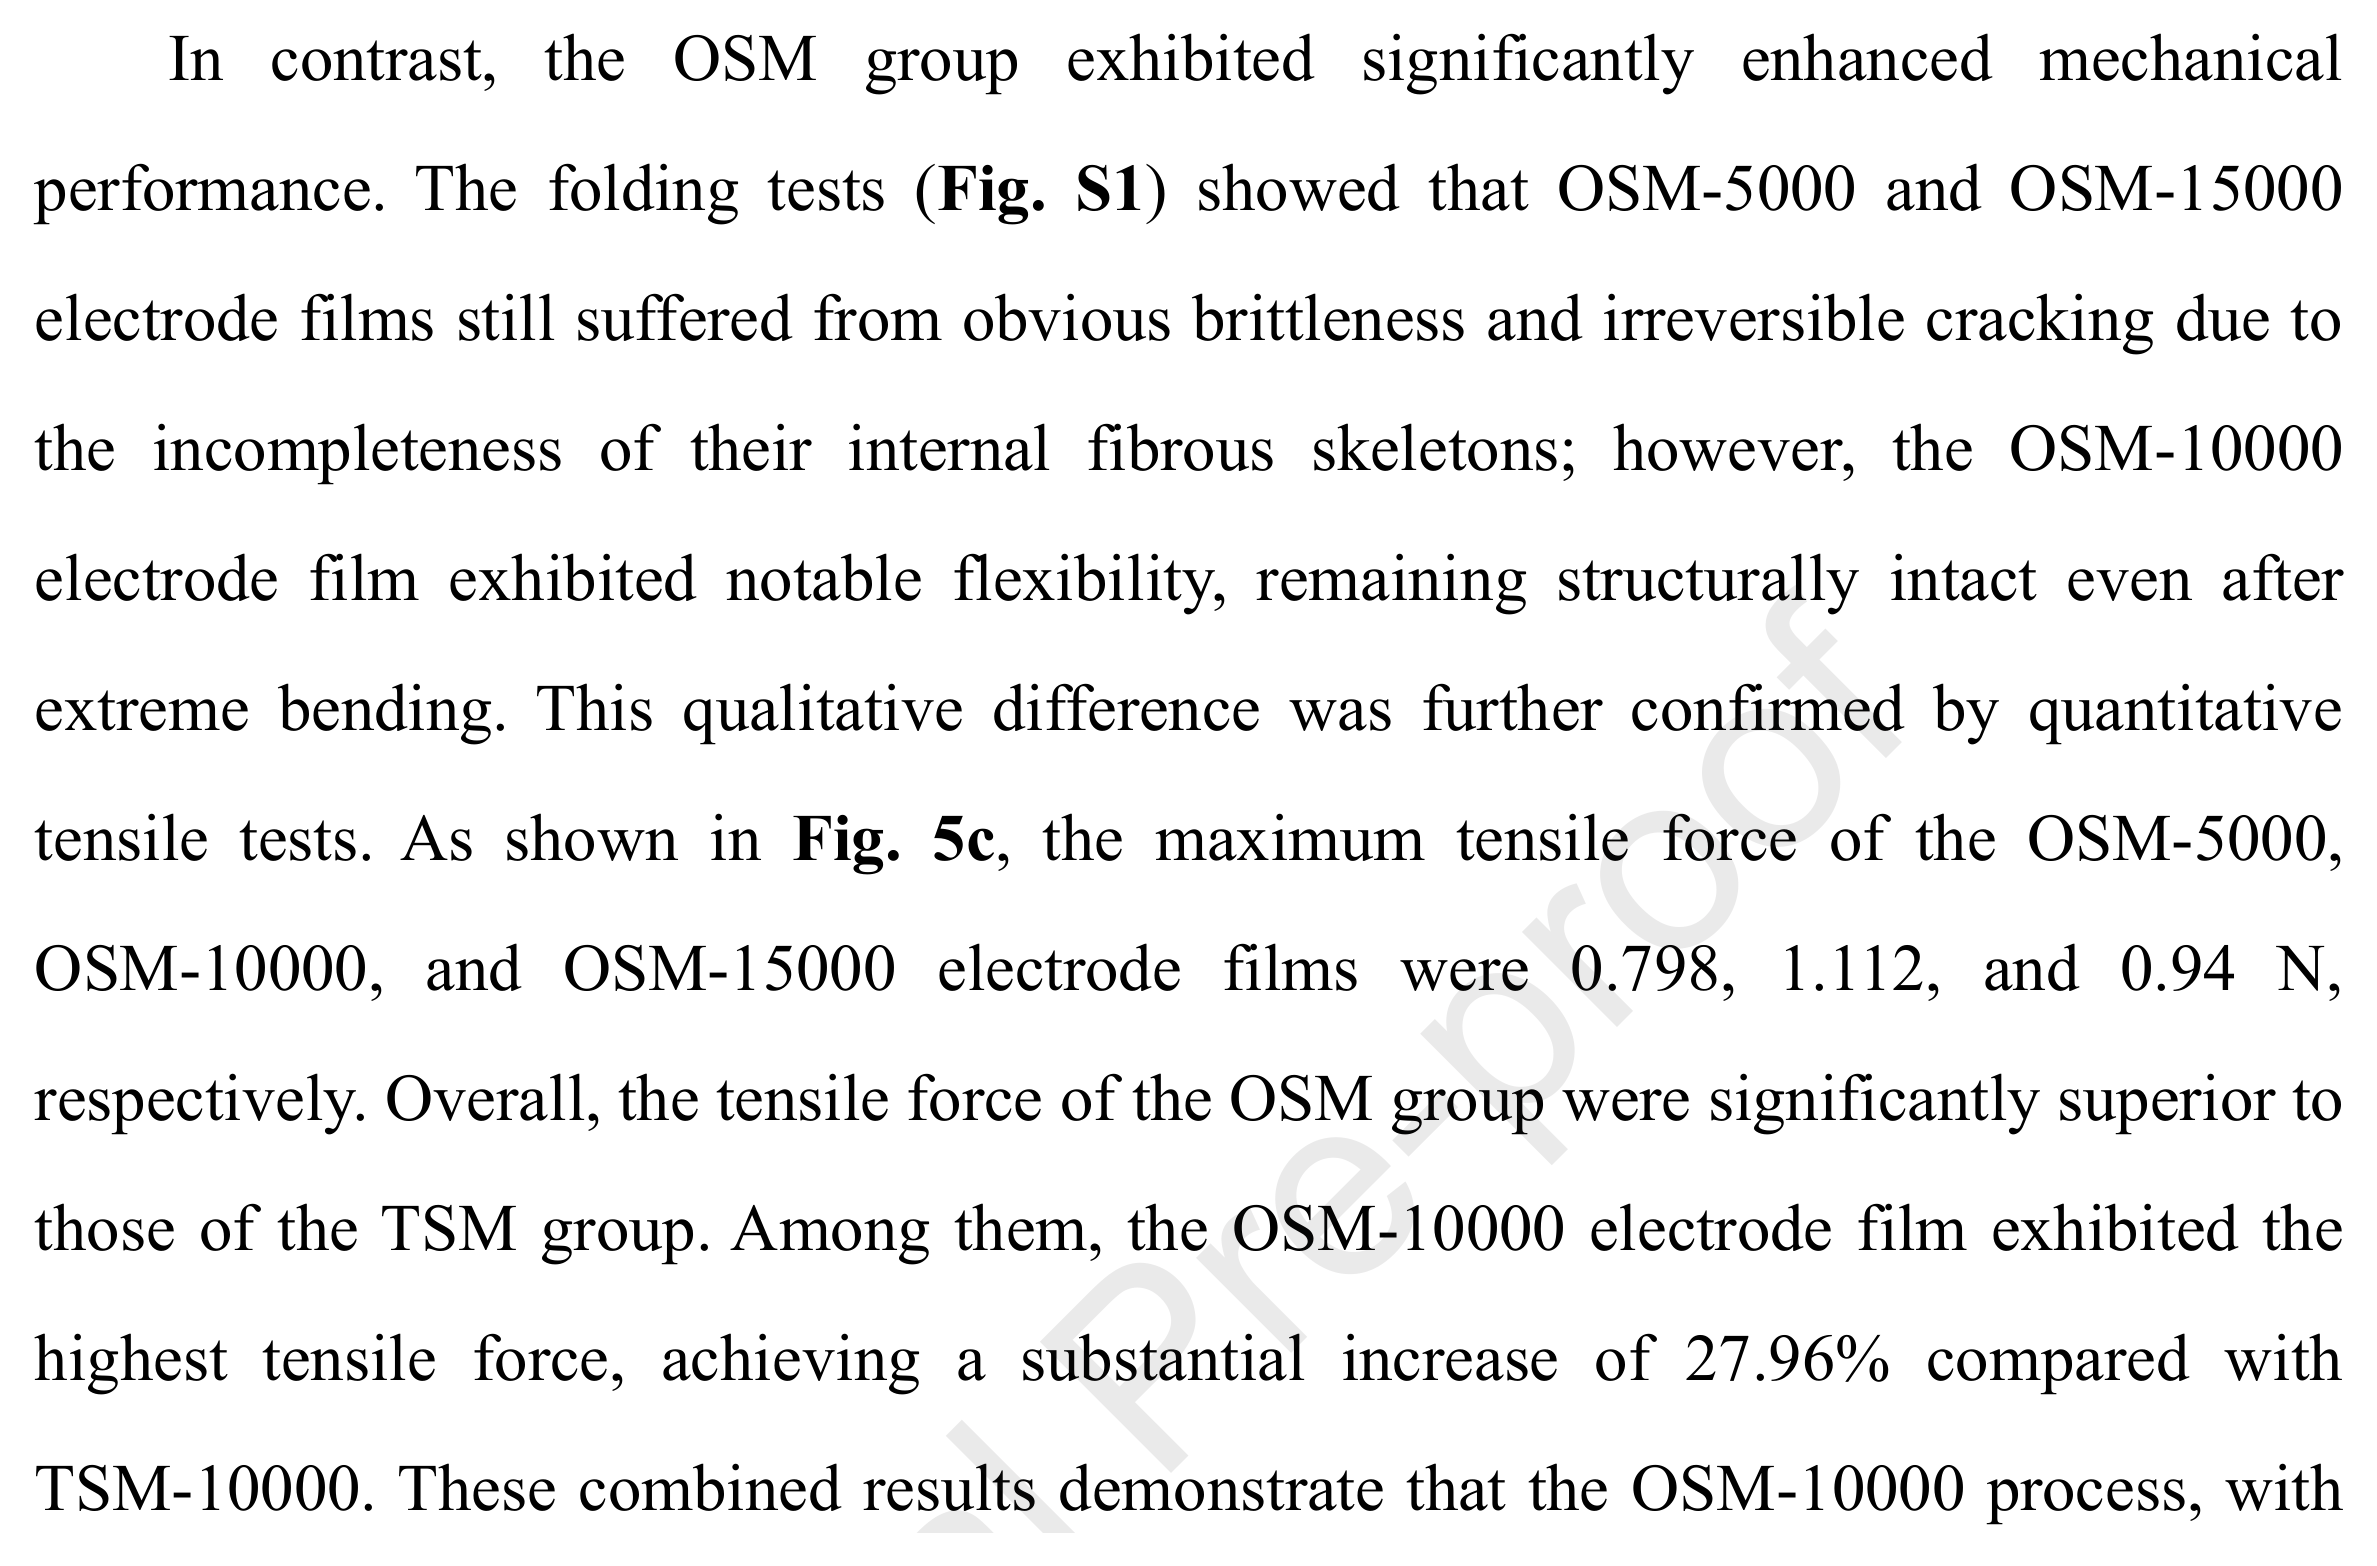 In contrast, the OSM group exhibited significantly enhanced mechanical
performance. The folding tests (Fig. S1) showed that OSM-5000 and OSM-15000
electrode films still suffered from obvious brittleness and irreversible cracking due to
the incompleteness of their internal fibrous skeletons; however, the OSM-10000
electrode film exhibited notable flexibility, remaining structurally intact even after
extreme bending. This qualitative difference was further confirmed by quantitative
tensile tests. As shown in Fig. 5c, the maximum tensile force of the OSM-5000,
OSM-10000, and OSM-15000 electrode films were 0.798, 1.112, and 0.94 N,
respectively. Overall, the tensile force of the OSM group were significantly superior to
those of the TSM group. Among them, the OSM-10000 electrode film exhibited the
highest tensile force, achieving a substantial increase of 27.96% compared with
TSM-10000. These combined results demonstrate that the OSM-10000 process, with
Pre-proof